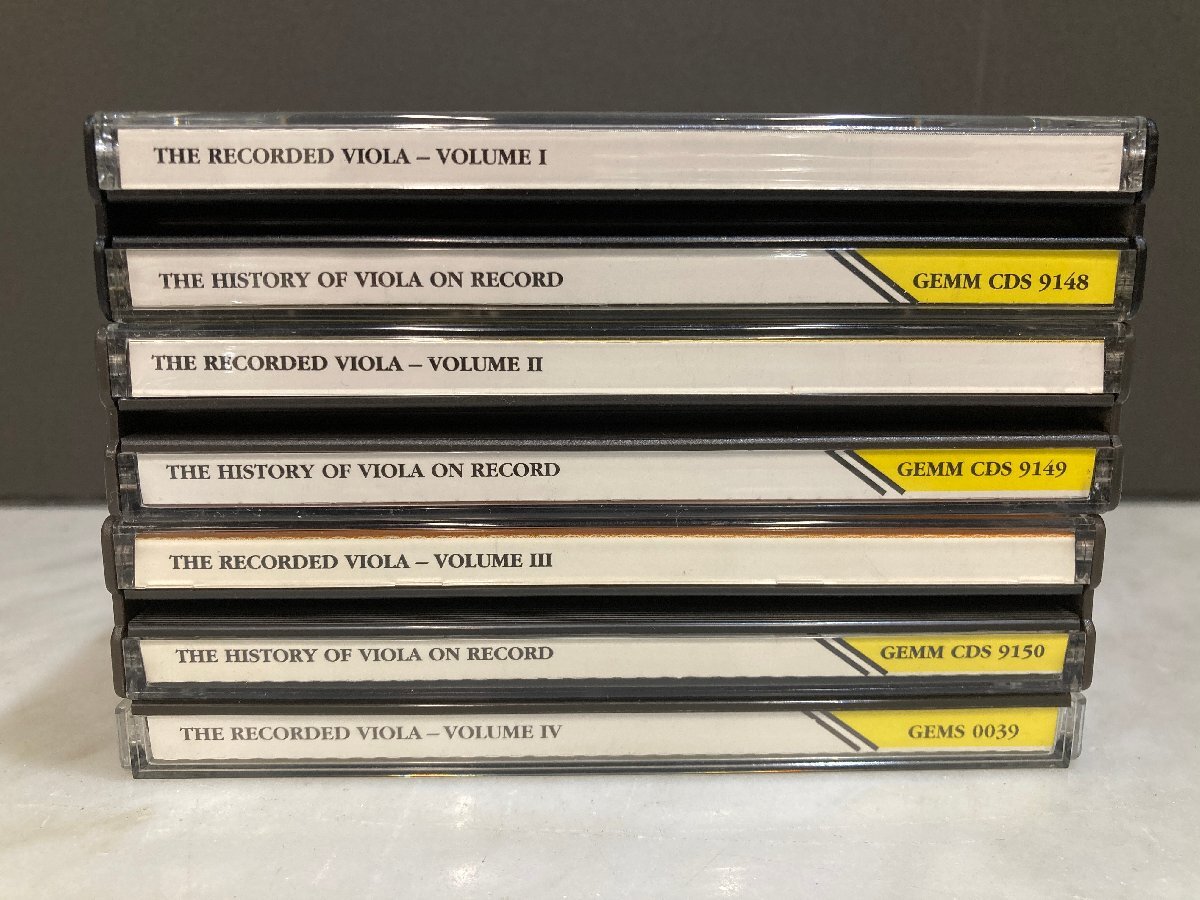 THE RECORDED VIOLA – VOLUME I
THE HISTORY OF VIOLA ON RECORD GEMM CDS 9148
THE RECORDED VIOLA – VOLUME II
THE HISTORY OF VIOLA ON RECORD GEMM CDS 9149
THE RECORDED VIOLA – VOLUME III
THE HISTORY OF VIOLA ON RECORD GEMM CDS 9150
THE RECORDED VIOLA – VOLUME IV GEMS 0039